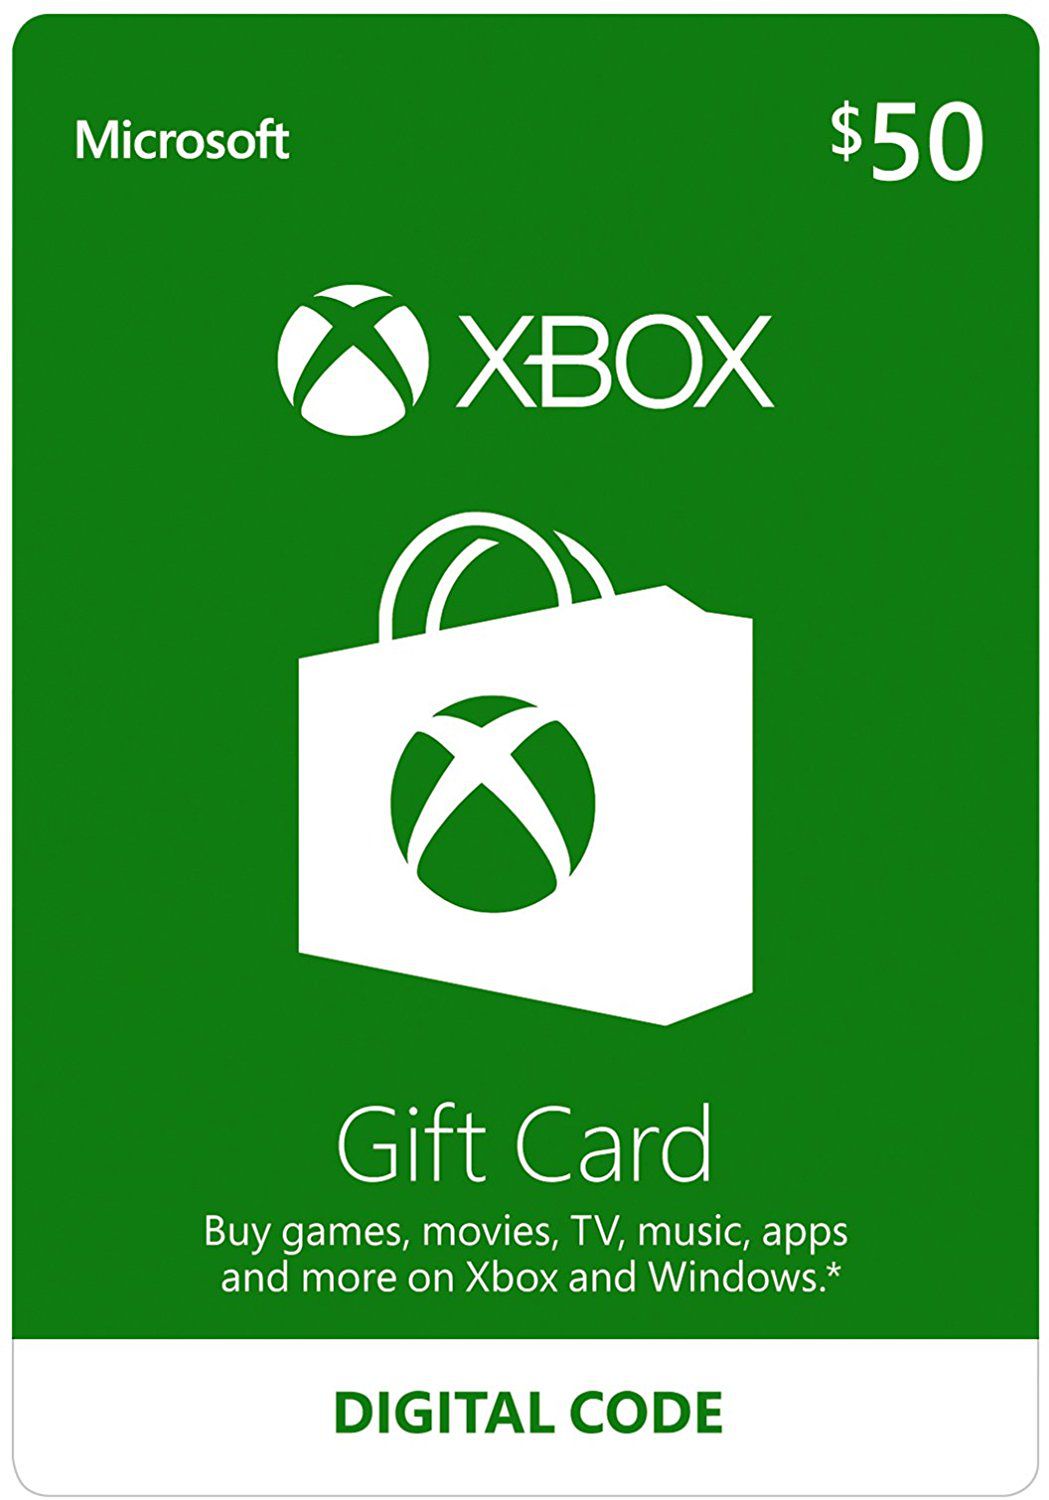 Microsoft
$50
XBOX
Gift Card
Buy games, movies, TV, music, apps
and more on Xbox and Windows.*
DIGITAL CODE